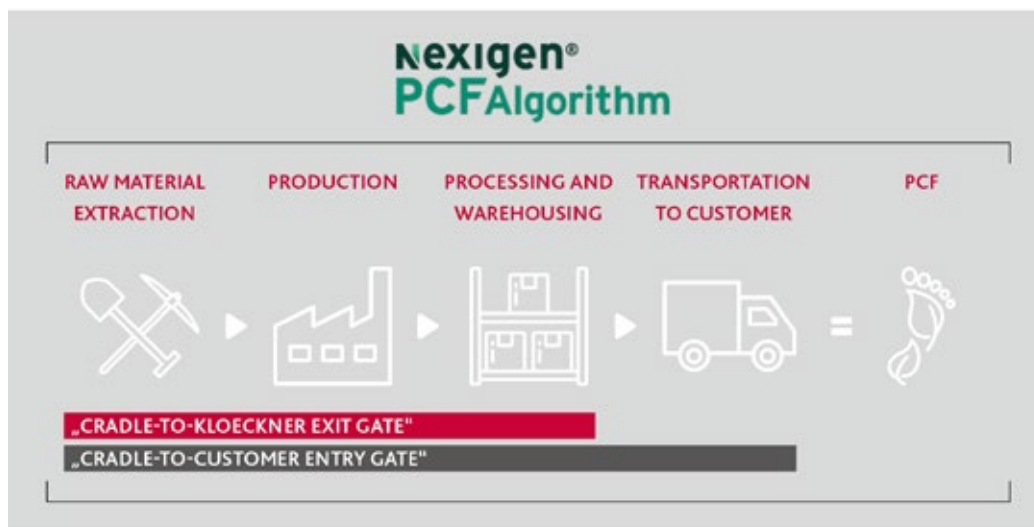 Nexigen®
PCFAlgorithm
RAW MATERIAL
EXTRACTION
PRODUCTION
PROCESSING AND
WAREHOUSING
TRANSPORTATION
TO CUSTOMER
PCF
=
„CRADLE-TO-KLOECKNER EXIT GATE“
„CRADLE-TO-CUSTOMER ENTRY GATE“